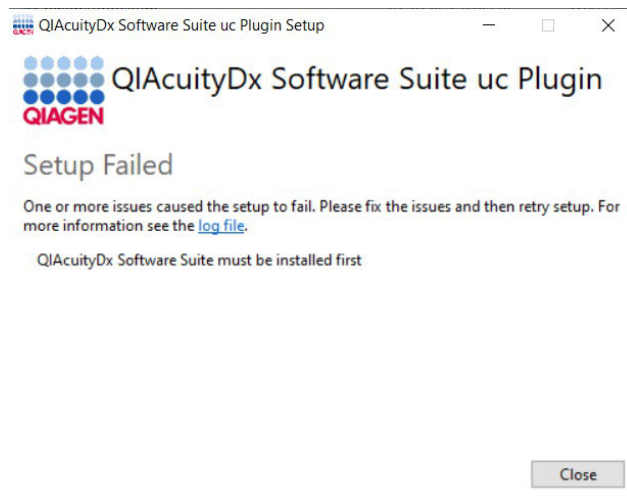 QIAcuityDx Software Suite uc Plugin Setup
QIAcuityDx Software Suite uc Plugin
QIAGEN
Setup Failed
One or more issues caused the setup to fail. Please fix the issues and then retry setup. For
more information see the log file.
QIAcuityDx Software Suite must be installed first
Close